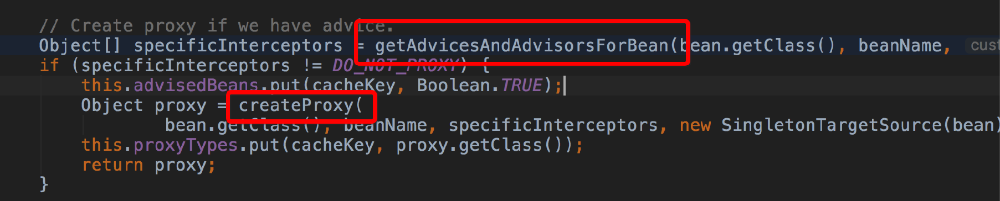 // Create proxy if we have advice.
Object[] specificInterceptors = getAdvicesAndAdvisorsForBean(bean.getClass(), beanName, cust
if (specificInterceptors != DO_NOT_PROXY) {
this.advisedBeans.put(cacheKey, Boolean.TRUE);
Object proxy = createProxy(
bean.getClass(), beanName, specificInterceptors, new SingletonTargetSource(bean)
this.proxyTypes.put(cacheKey, proxy.getClass());
return proxy;
}